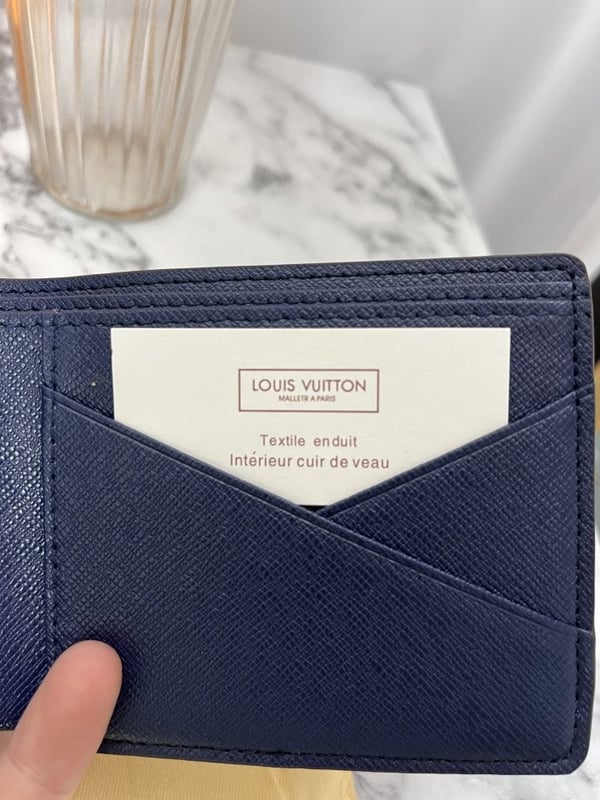 LOUIS VUITTON
MALLETR A PARIS
Textile enduit
Intérieur cuir de veau